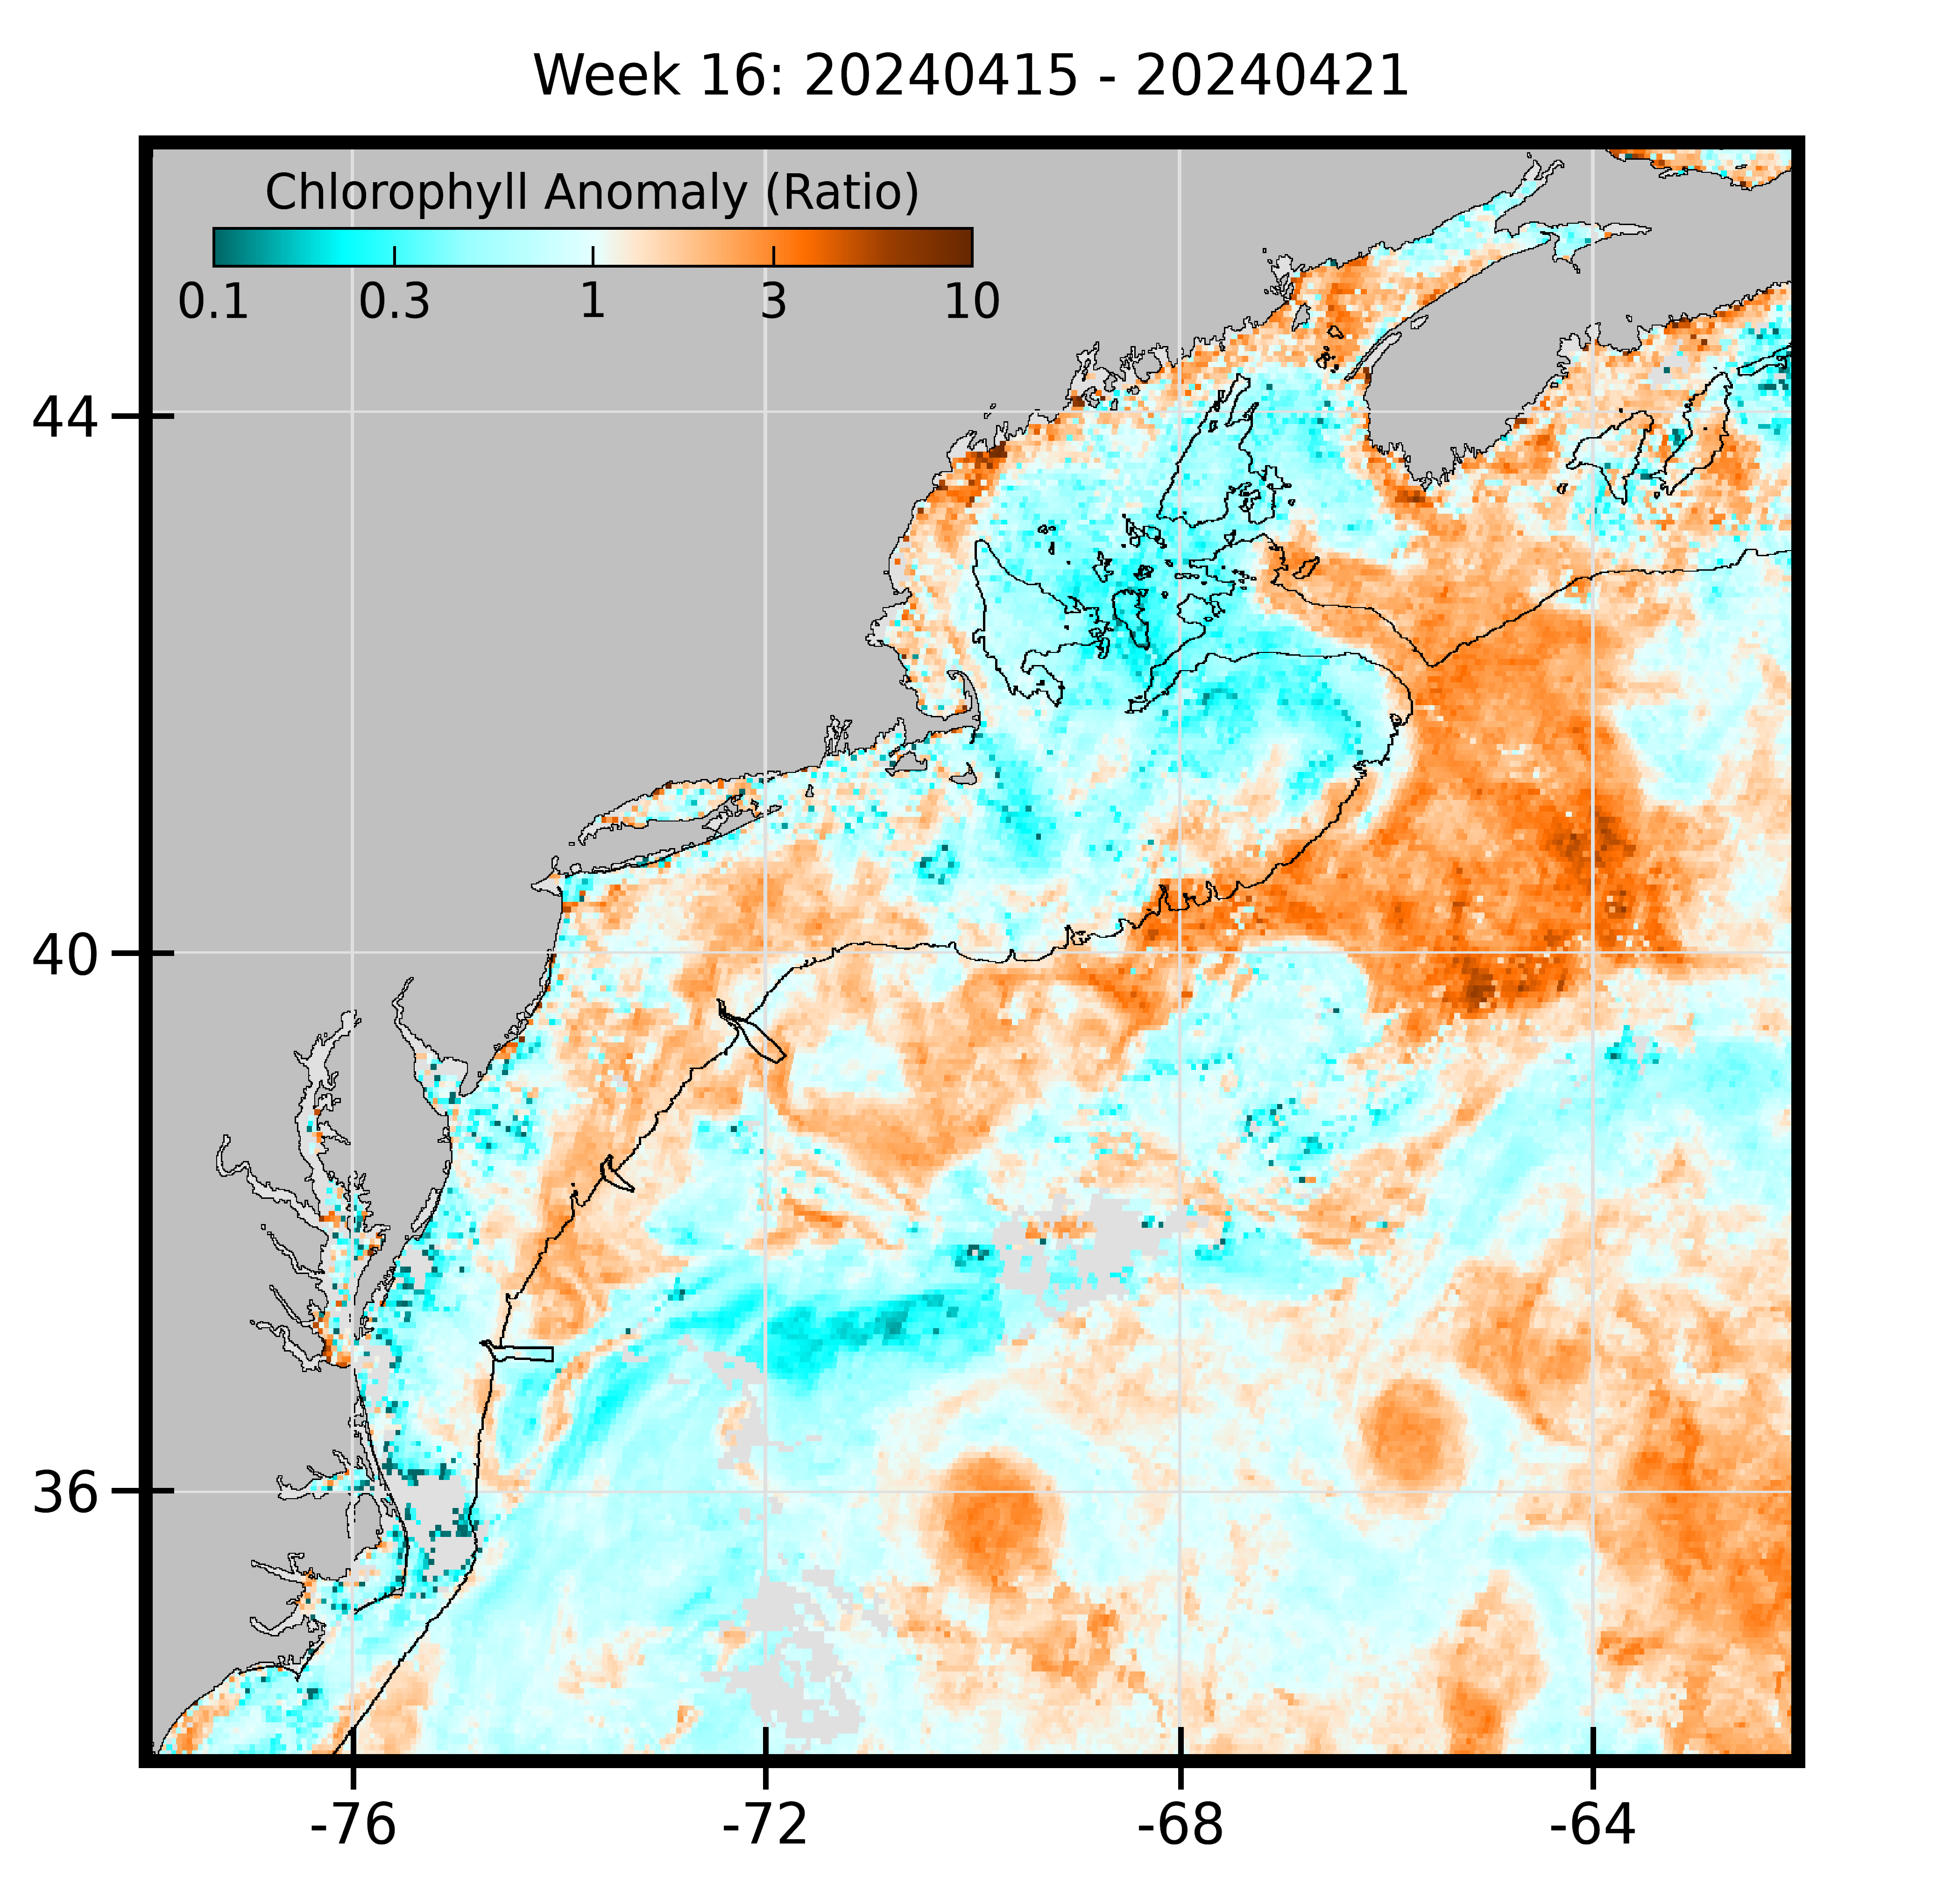 Week 16: 20240415 - 20240421
Chlorophyll Anomaly (Ratio)
0.1 0.3 1 3 10
44
40
36
-76 -72 -68 -64